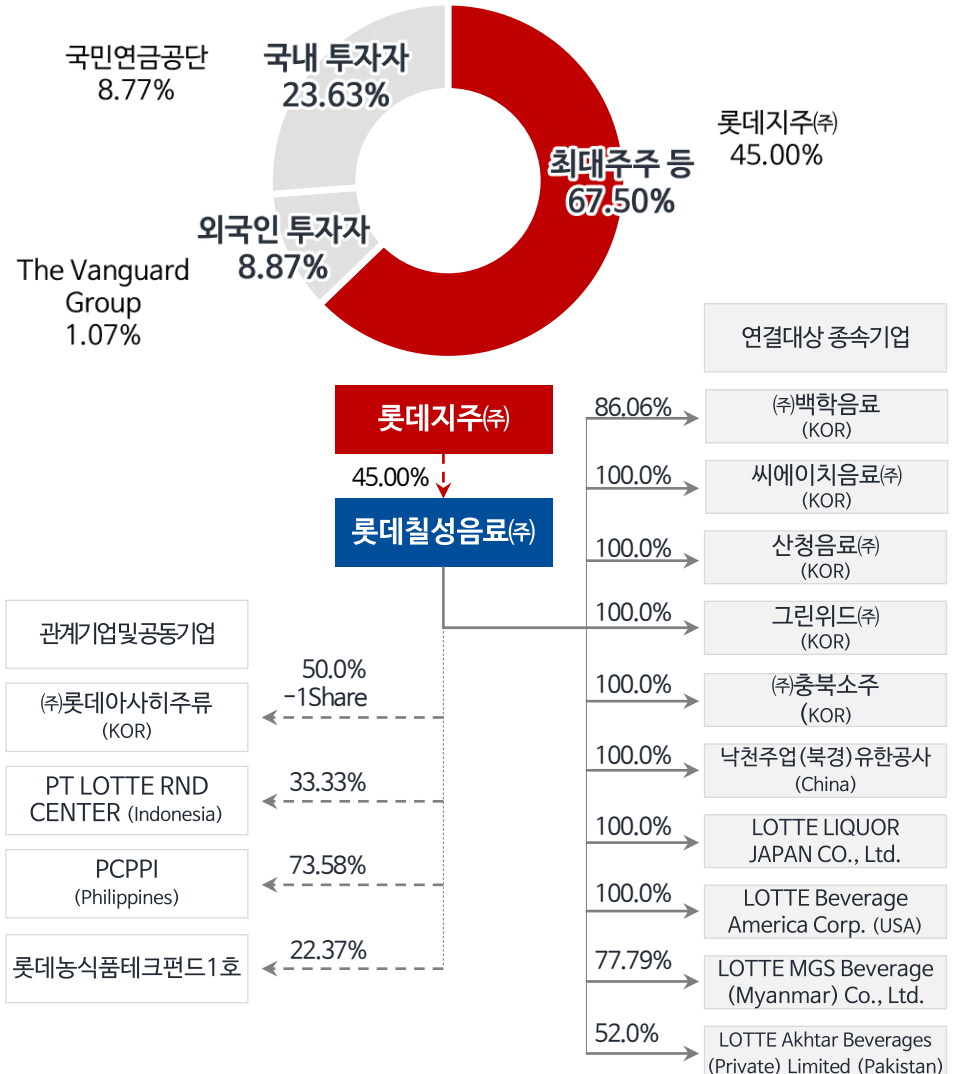 국민연금공단
8.77%
국내 투자자
23.63%
롯데지주㈜
45.00%
최대주주 등
67.50%
외국인 투자자
8.87%
The Vanguard
Group
1.07%
롯데지주㈜
45.00%
롯데칠성음료㈜
관계기업및공동기업
50.0%
-1Share
㈜롯데아사히주류
(KOR)
33.33%
PT LOTTE RND
CENTER (Indonesia)
73.58%
PCPPI
(Philippines)
22.37%
롯데농식품테크펀드1호
연결대상 종속기업
86.06%
㈜백학음료
(KOR)
100.0%
씨에이치음료㈜
(KOR)
100.0%
산청음료㈜
(KOR)
100.0%
그린위드㈜
(KOR)
100.0%
㈜충북소주
(KOR)
100.0%
낙천주업(북경)유한공사
(China)
100.0%
LOTTE LIQUOR
JAPAN CO., Ltd.
100.0%
LOTTE Beverage
America Corp. (USA)
77.79%
LOTTE MGS Beverage
(Myanmar) Co., Ltd.
52.0%
LOTTE Akhtar Beverages
(Private) Limited (Pakistan)